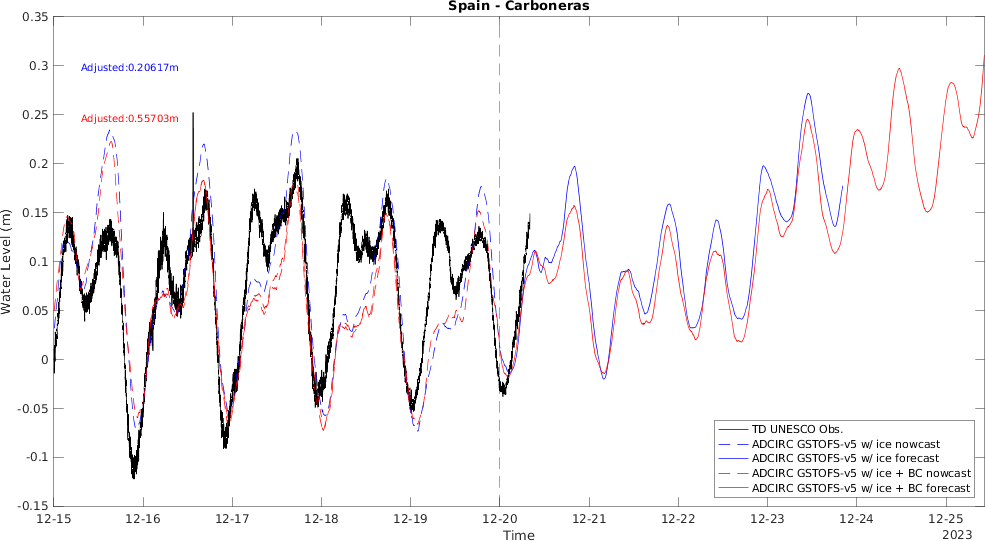 Spain - Carboneras
0.35
0.3
0.25
0.2
0.15
0.1
0.05
0
-0.05
-0.1
-0.15
Water Level (m)
Adjusted:0.20617m
Adjusted:0.55703m
TD UNESCO Obs.
ADCIRC GSTOFS-v5 w/ ice nowcast
ADCIRC GSTOFS-v5 w/ ice forecast
ADCIRC GSTOFS-v5 w/ ice + BC nowcast
ADCIRC GSTOFS-v5 w/ ice + BC forecast
12-15 12-16 12-17 12-18 12-19 12-20 12-21 12-22 12-23 12-24 12-25
Time
2023